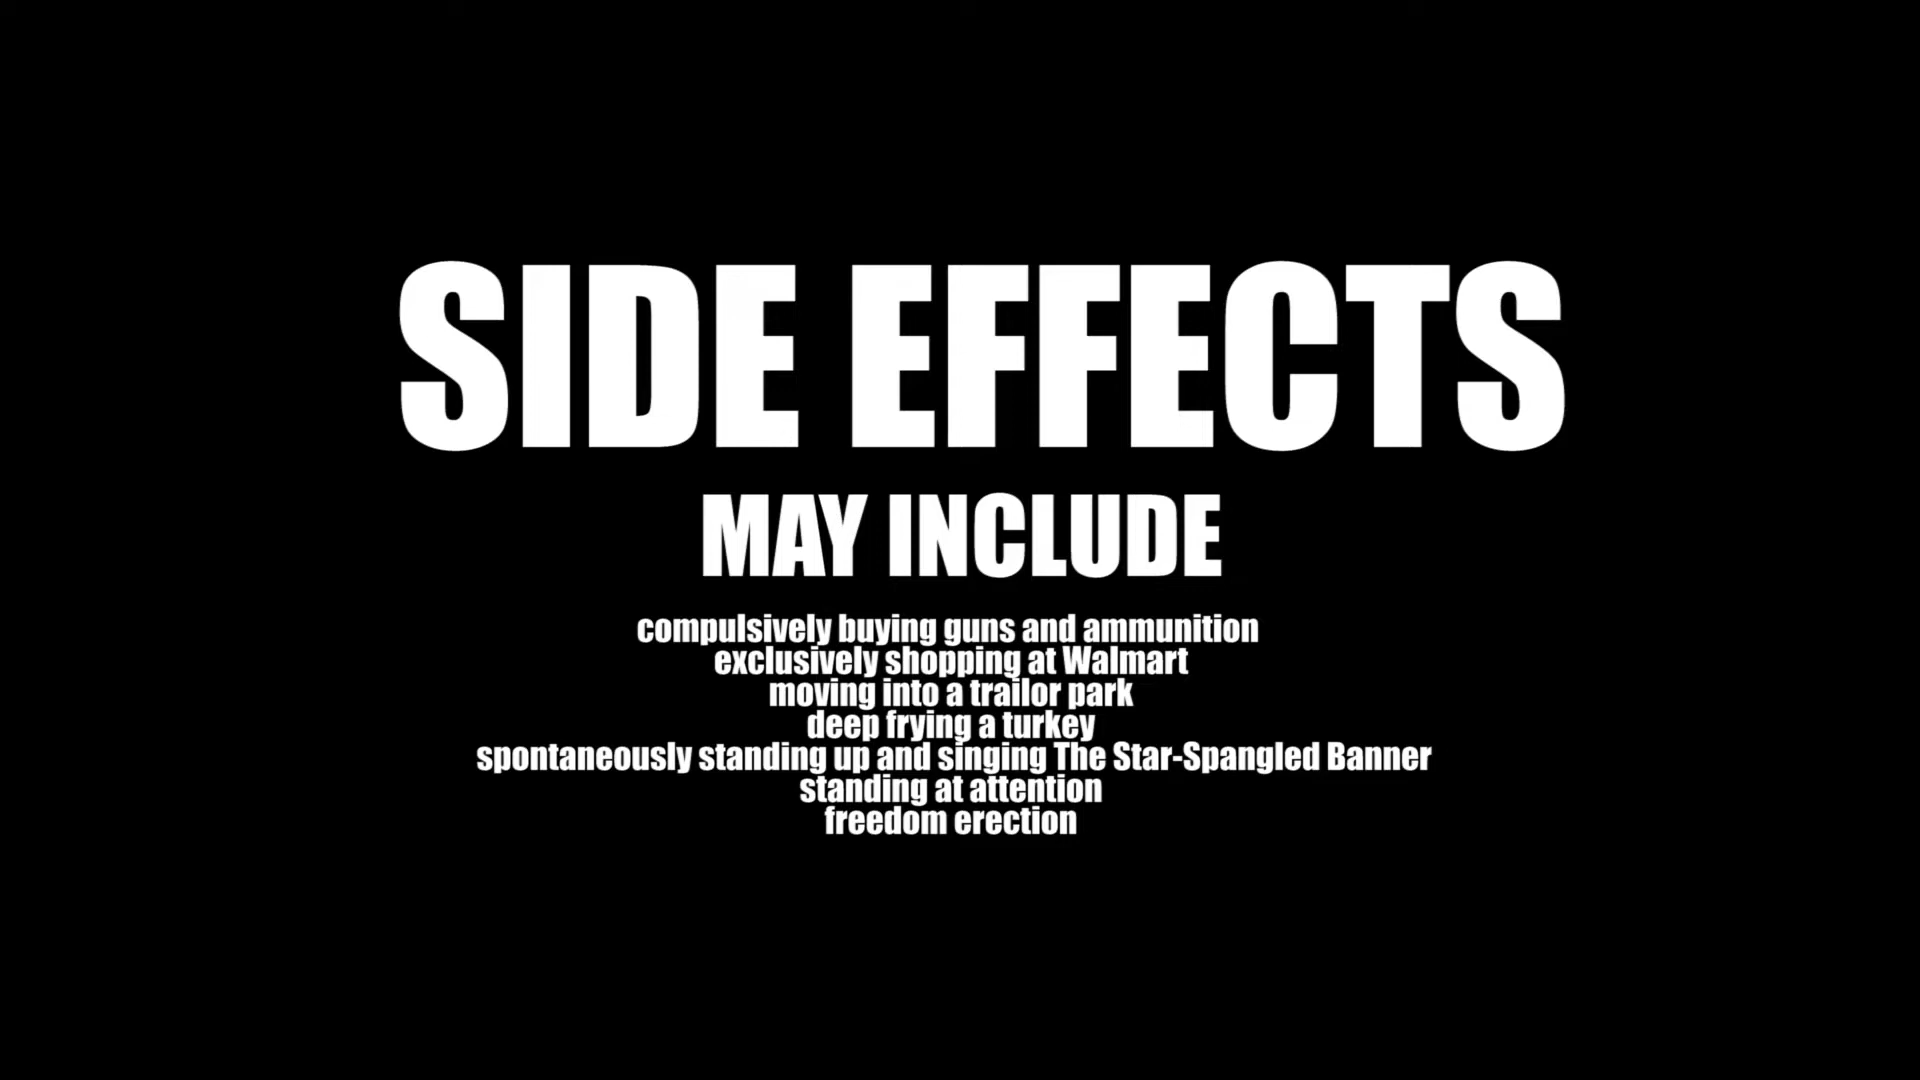 SIDE EFFECTS
MAY INCLUDE
compulsively buying guns and ammunition
exclusively shopping at Walmart
moving into a trailor park
deep frying a turkey
spontaneously standing up and singing The Star-Spangled Banner
standing at attention
freedom erection